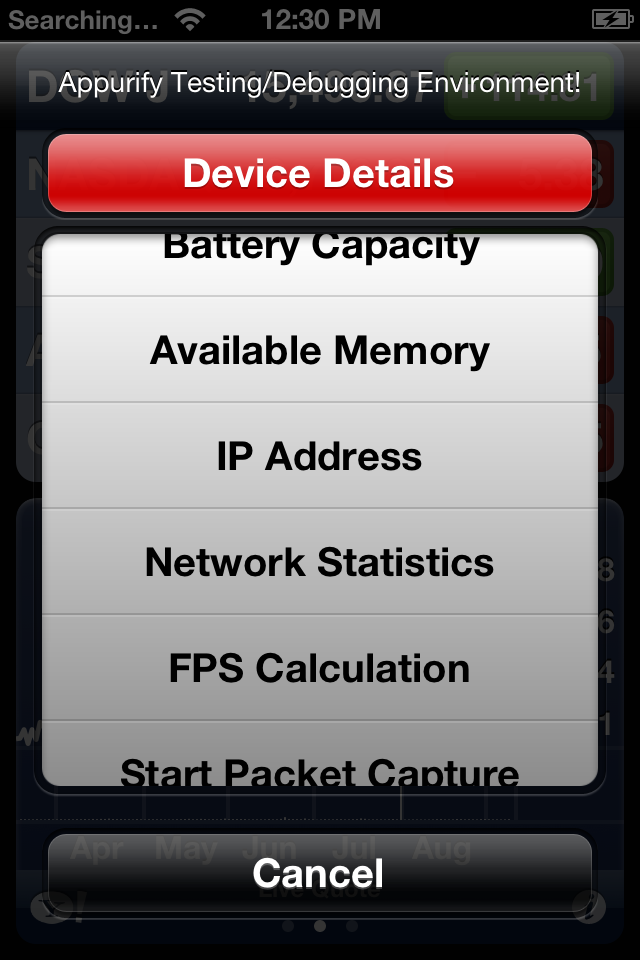 Searching... 12:30 PM
DOW J
Appurify Testing/Debugging Environment!
Device Details
Battery Capacity
Available Memory
IP Address
Network Statistics
FPS Calculation
Start Packet Capture
Apr May Jun Jul Aug
Cancel